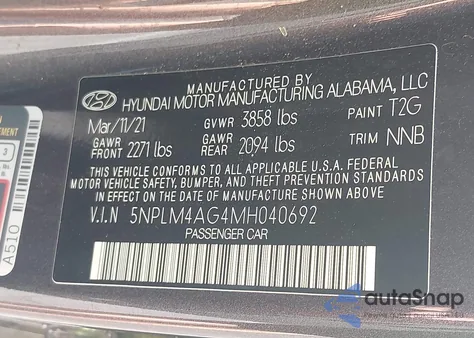 MANUFACTURED BY
HYUNDAI MOTOR MANUFACTURING ALABAMA, LLC
Mar/11/21 GVWR 3858 lbs PAINT T2G
GAWR FRONT 2271 lbs GAWR REAR 2094 lbs TRIM NNB
THIS VEHICLE CONFORMS TO ALL APPLICABLE U.S.A. FEDERAL
MOTOR VEHICLE SAFETY, BUMPER, AND THEFT PREVENTION
STANDARDS IN EFFECT ON THE DATE OF MANUFACTURE SHOWN ABOVE.
V.I.N 5NPLM4AG4MH040692
PASSENGER CAR
3
A510
autoSnap